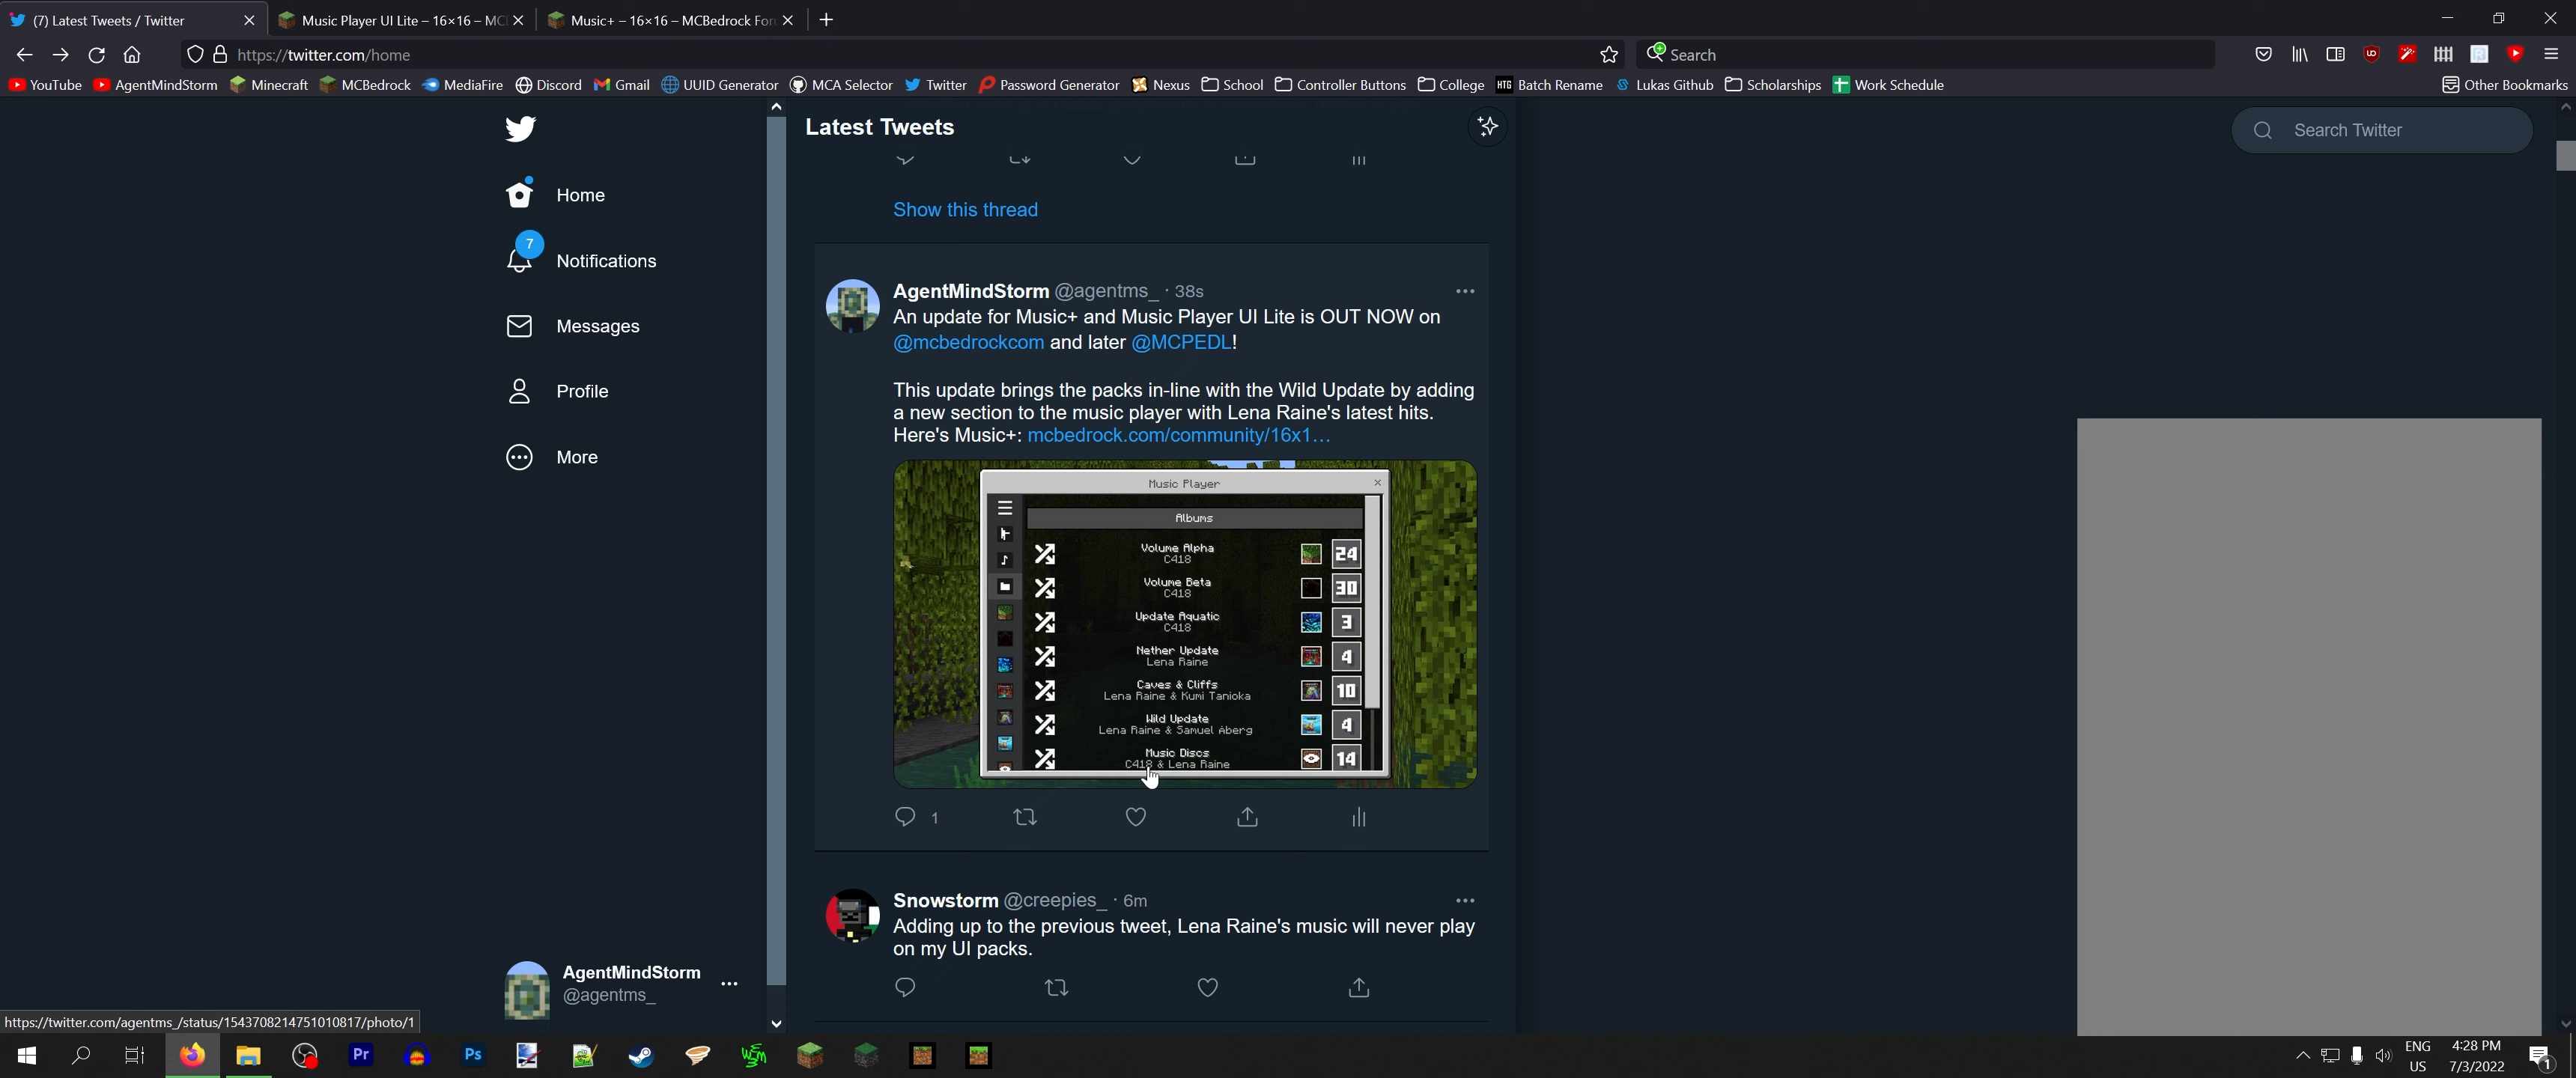 (7) Latest Tweets / Twitter
Music Player UI Lite – 16×16 – MC
Music+ – 16×16 – MCBedrock For
https://twitter.com/home
Search
YouTube
AgentMindStorm
Minecraft
MCBedrock
MediaFire
Discord
Gmail
UUID Generator
MCA Selector
Twitter
Password Generator
Nexus
School
Controller Buttons
College
HTG Batch Rename
Lukas Github
Scholarships
Work Schedule
Other Bookmarks
Home
7
Notifications
Messages
Profile
More
Latest Tweets
Search Twitter
Show this thread
AgentMindStorm @agentms_ · 38s
An update for Music+ and Music Player UI Lite is OUT NOW on
@mcbedrockcom and later @MCPEDL!
This update brings the packs in-line with the Wild Update by adding
a new section to the music player with Lena Raine's latest hits.
Here's Music+: mcbedrock.com/community/16x1…
Music Player
Albums
Volume Alpha
C418
24
Volume Beta
C418
30
Update Aquatic
C418
3
Nether Update
Lena Raine
4
Caves & Cliffs
Lena Raine & Kumi Tanioka
10
Wild Update
Lena Raine & Samuel Åberg
4
Music Discs
C418 & Lena Raine
14
1
Snowstorm @creepies_ · 6m
Adding up to the previous tweet, Lena Raine's music will never play
on my UI packs.
AgentMindStorm
@agentms_
https://twitter.com/agentms_/status/1543708214751010817/photo/1
Pr
Ps
ENG
US
4:28 PM
7/3/2022
1